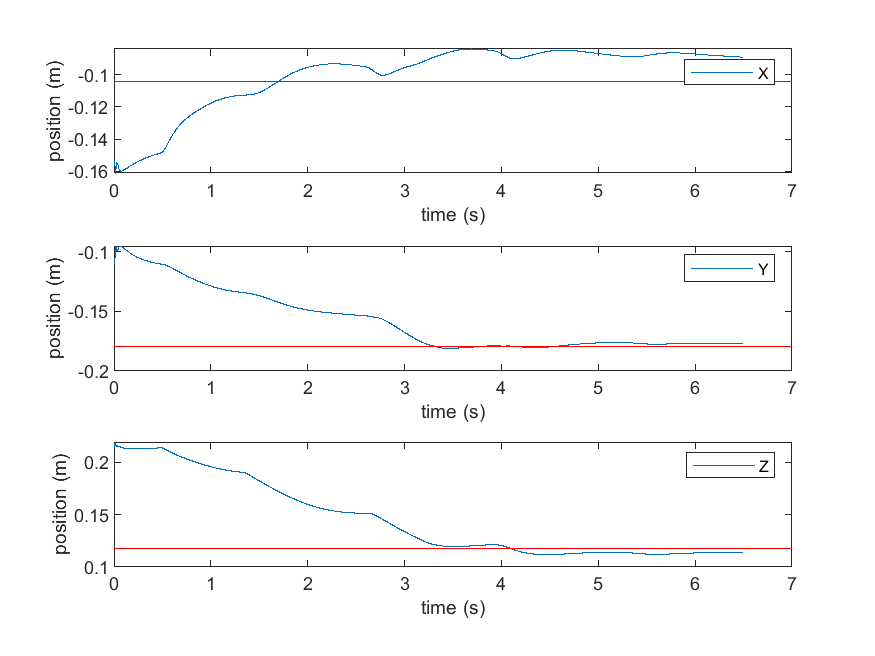 position (m)
-0.1
-0.12
-0.14
-0.16
X
0 1 2 3 4 5 6 7
time (s)
position (m)
-0.1
-0.15
-0.2
Y
0 1 2 3 4 5 6 7
time (s)
position (m)
0.2
0.15
0.1
Z
0 1 2 3 4 5 6 7
time (s)